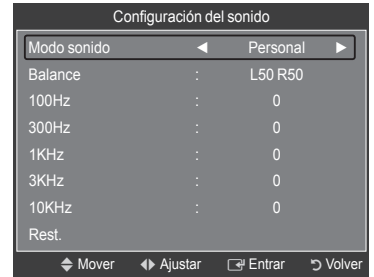 Configuración del sonido
Modo sonido ◄ Personal ►
Balance : L50 R50
100Hz : 0
300Hz : 0
1KHz : 0
3KHz : 0
10KHz : 0
Rest.
Mover Ajustar Entrar Volver